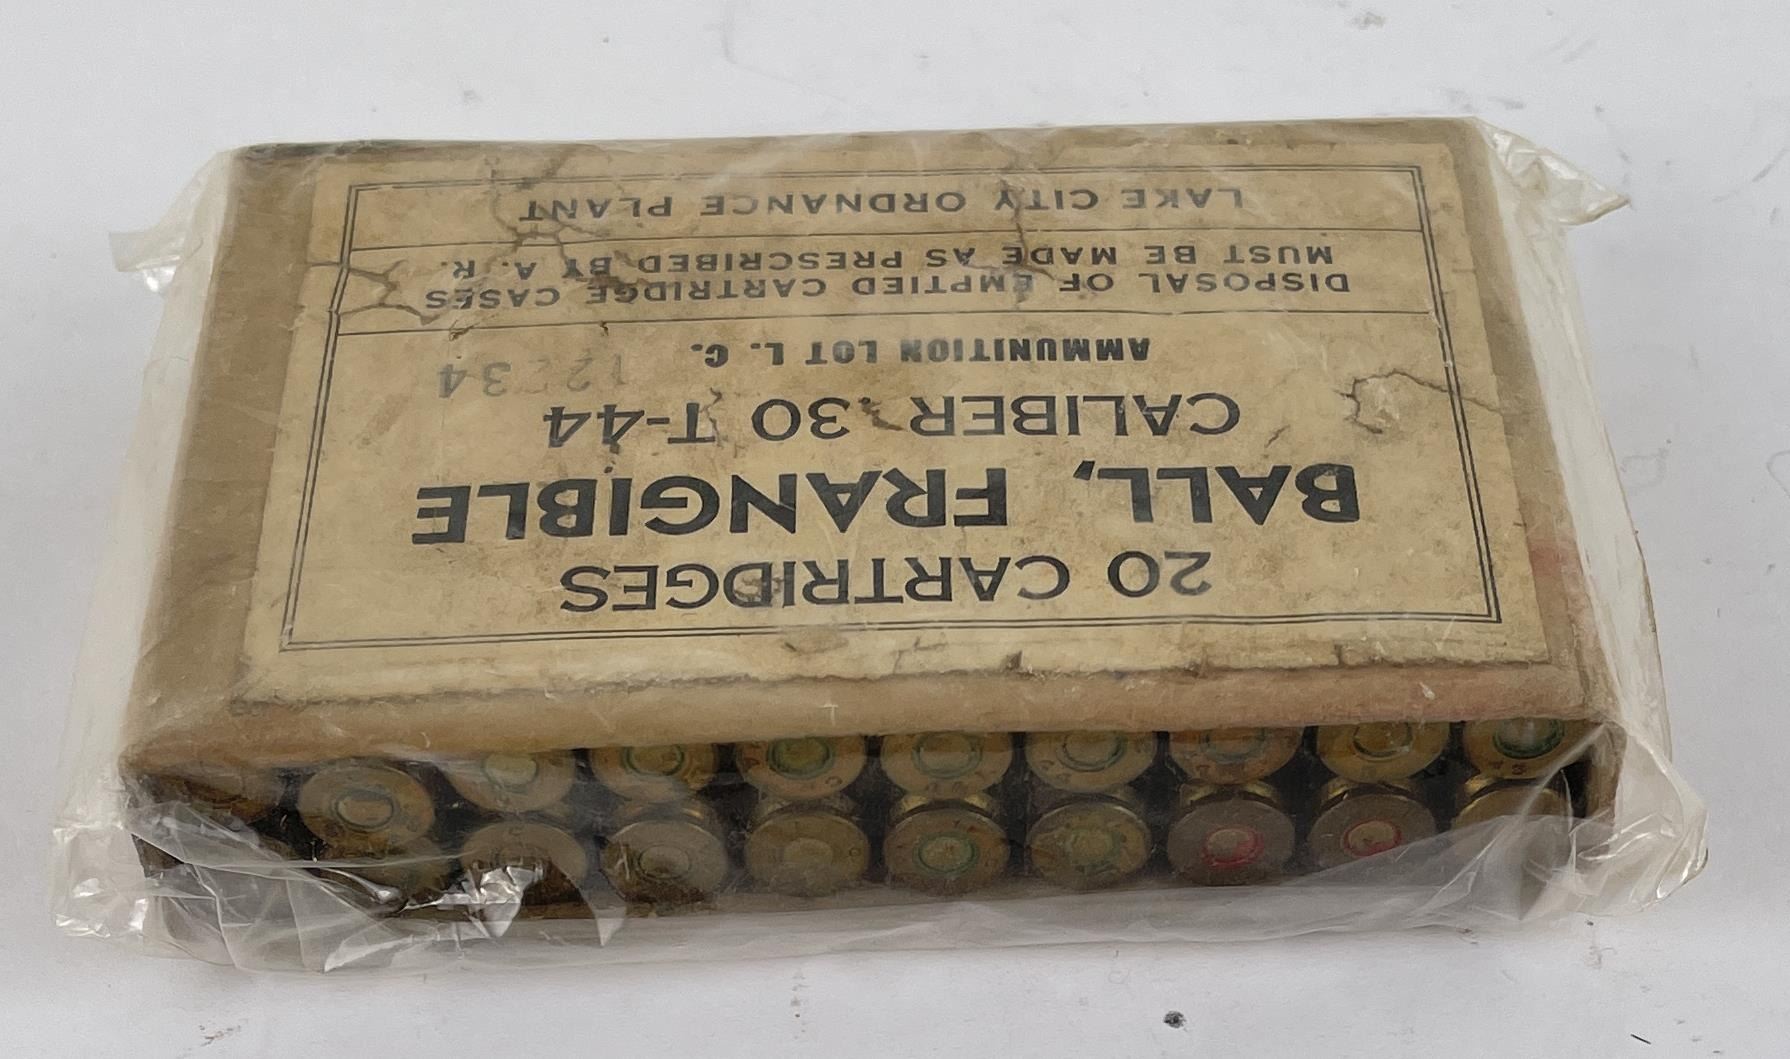 20 CARTRIDGES
BALL, FRANGIBLE
CALIBER .30 T-44
AMMUNITION LOT L. C. 12234
DISPOSAL OF EMPTIED CARTRIDGE CASES
MUST BE MADE AS PRESCRIBED BY A. R.
LAKE CITY ORDNANCE PLANT